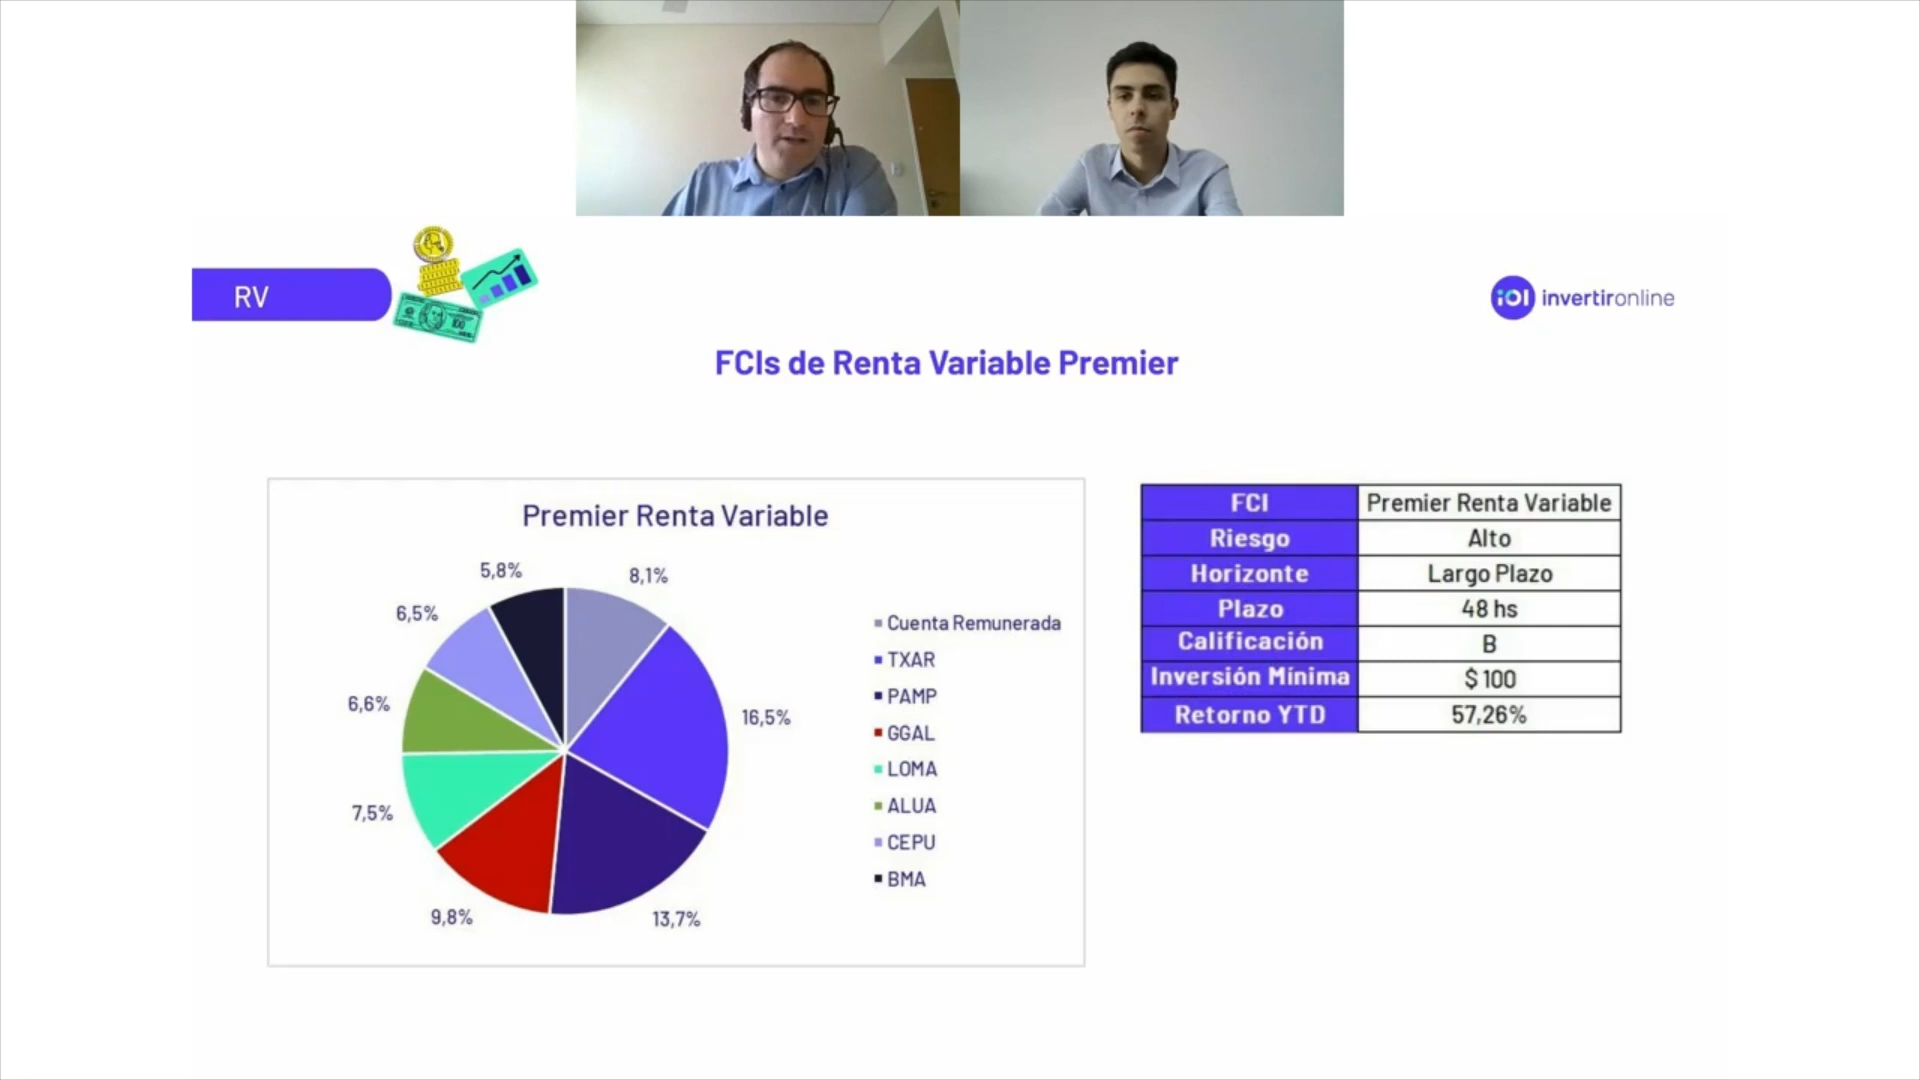 RV
iOl invertironline
FCIs de Renta Variable Premier
Premier Renta Variable
5,8%
8,1%
6,5%
6,6%
16,5%
7,5%
9,8%
13,7%
Cuenta Remunerada
TXAR
PAMP
GGAL
LOMA
ALUA
CEPU
BMA
FCI Premier Renta Variable
Riesgo Alto
Horizonte Largo Plazo
Plazo 48 hs
Calificación B
Inversión Mínima $ 100
Retorno YTD 57,26%
100